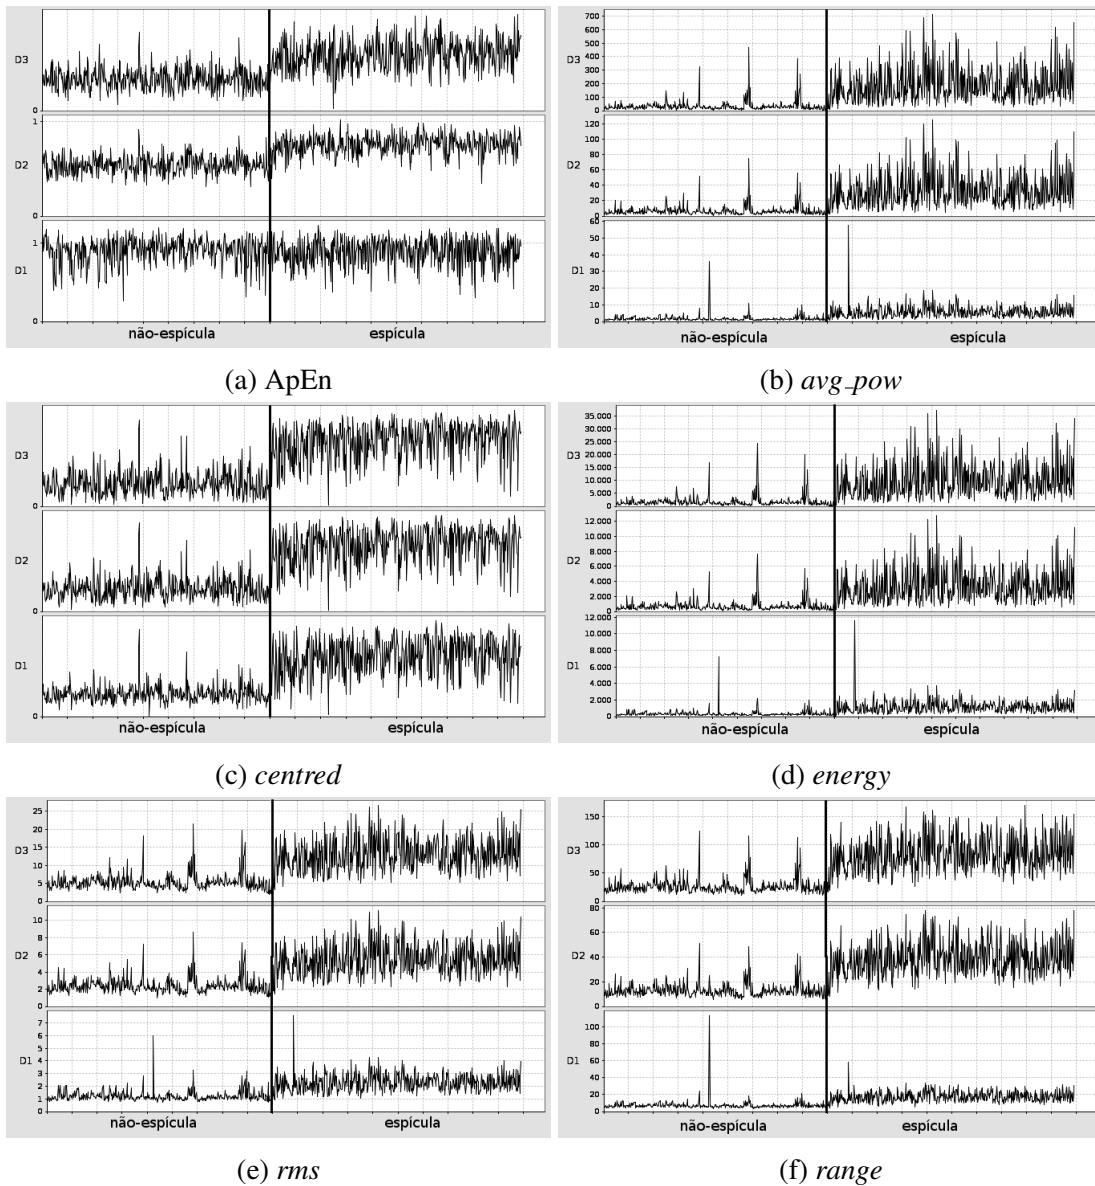 D3
0
1
D2
0
1
D1
0
não-espícula espícula
(a) ApEn
700
600
500
D3 400
300
200
100
0
120
100
80
D2 60
40
20
0
60
50
40
D1 30
20
10
0
não-espícula espícula
(b) avg_pow
D3
0
D2
0
D1
0
não-espícula espícula
(c) centred
35.000
30.000
25.000
D3 20.000
15.000
10.000
5.000
0
12.000
10.000
8.000
D2 6.000
4.000
2.000
0
12.000
10.000
8.000
D1 6.000
4.000
2.000
0
não-espícula espícula
(d) energy
25
20
15
D3
10
5
0
10
8
D2 6
4
2
0
7
6
5
D1 4
3
2
1
0
não-espícula espícula
(e) rms
150
D3 100
50
0
80
60
D2 40
20
0
100
80
D1 60
40
20
0
não-espícula espícula
(f) range